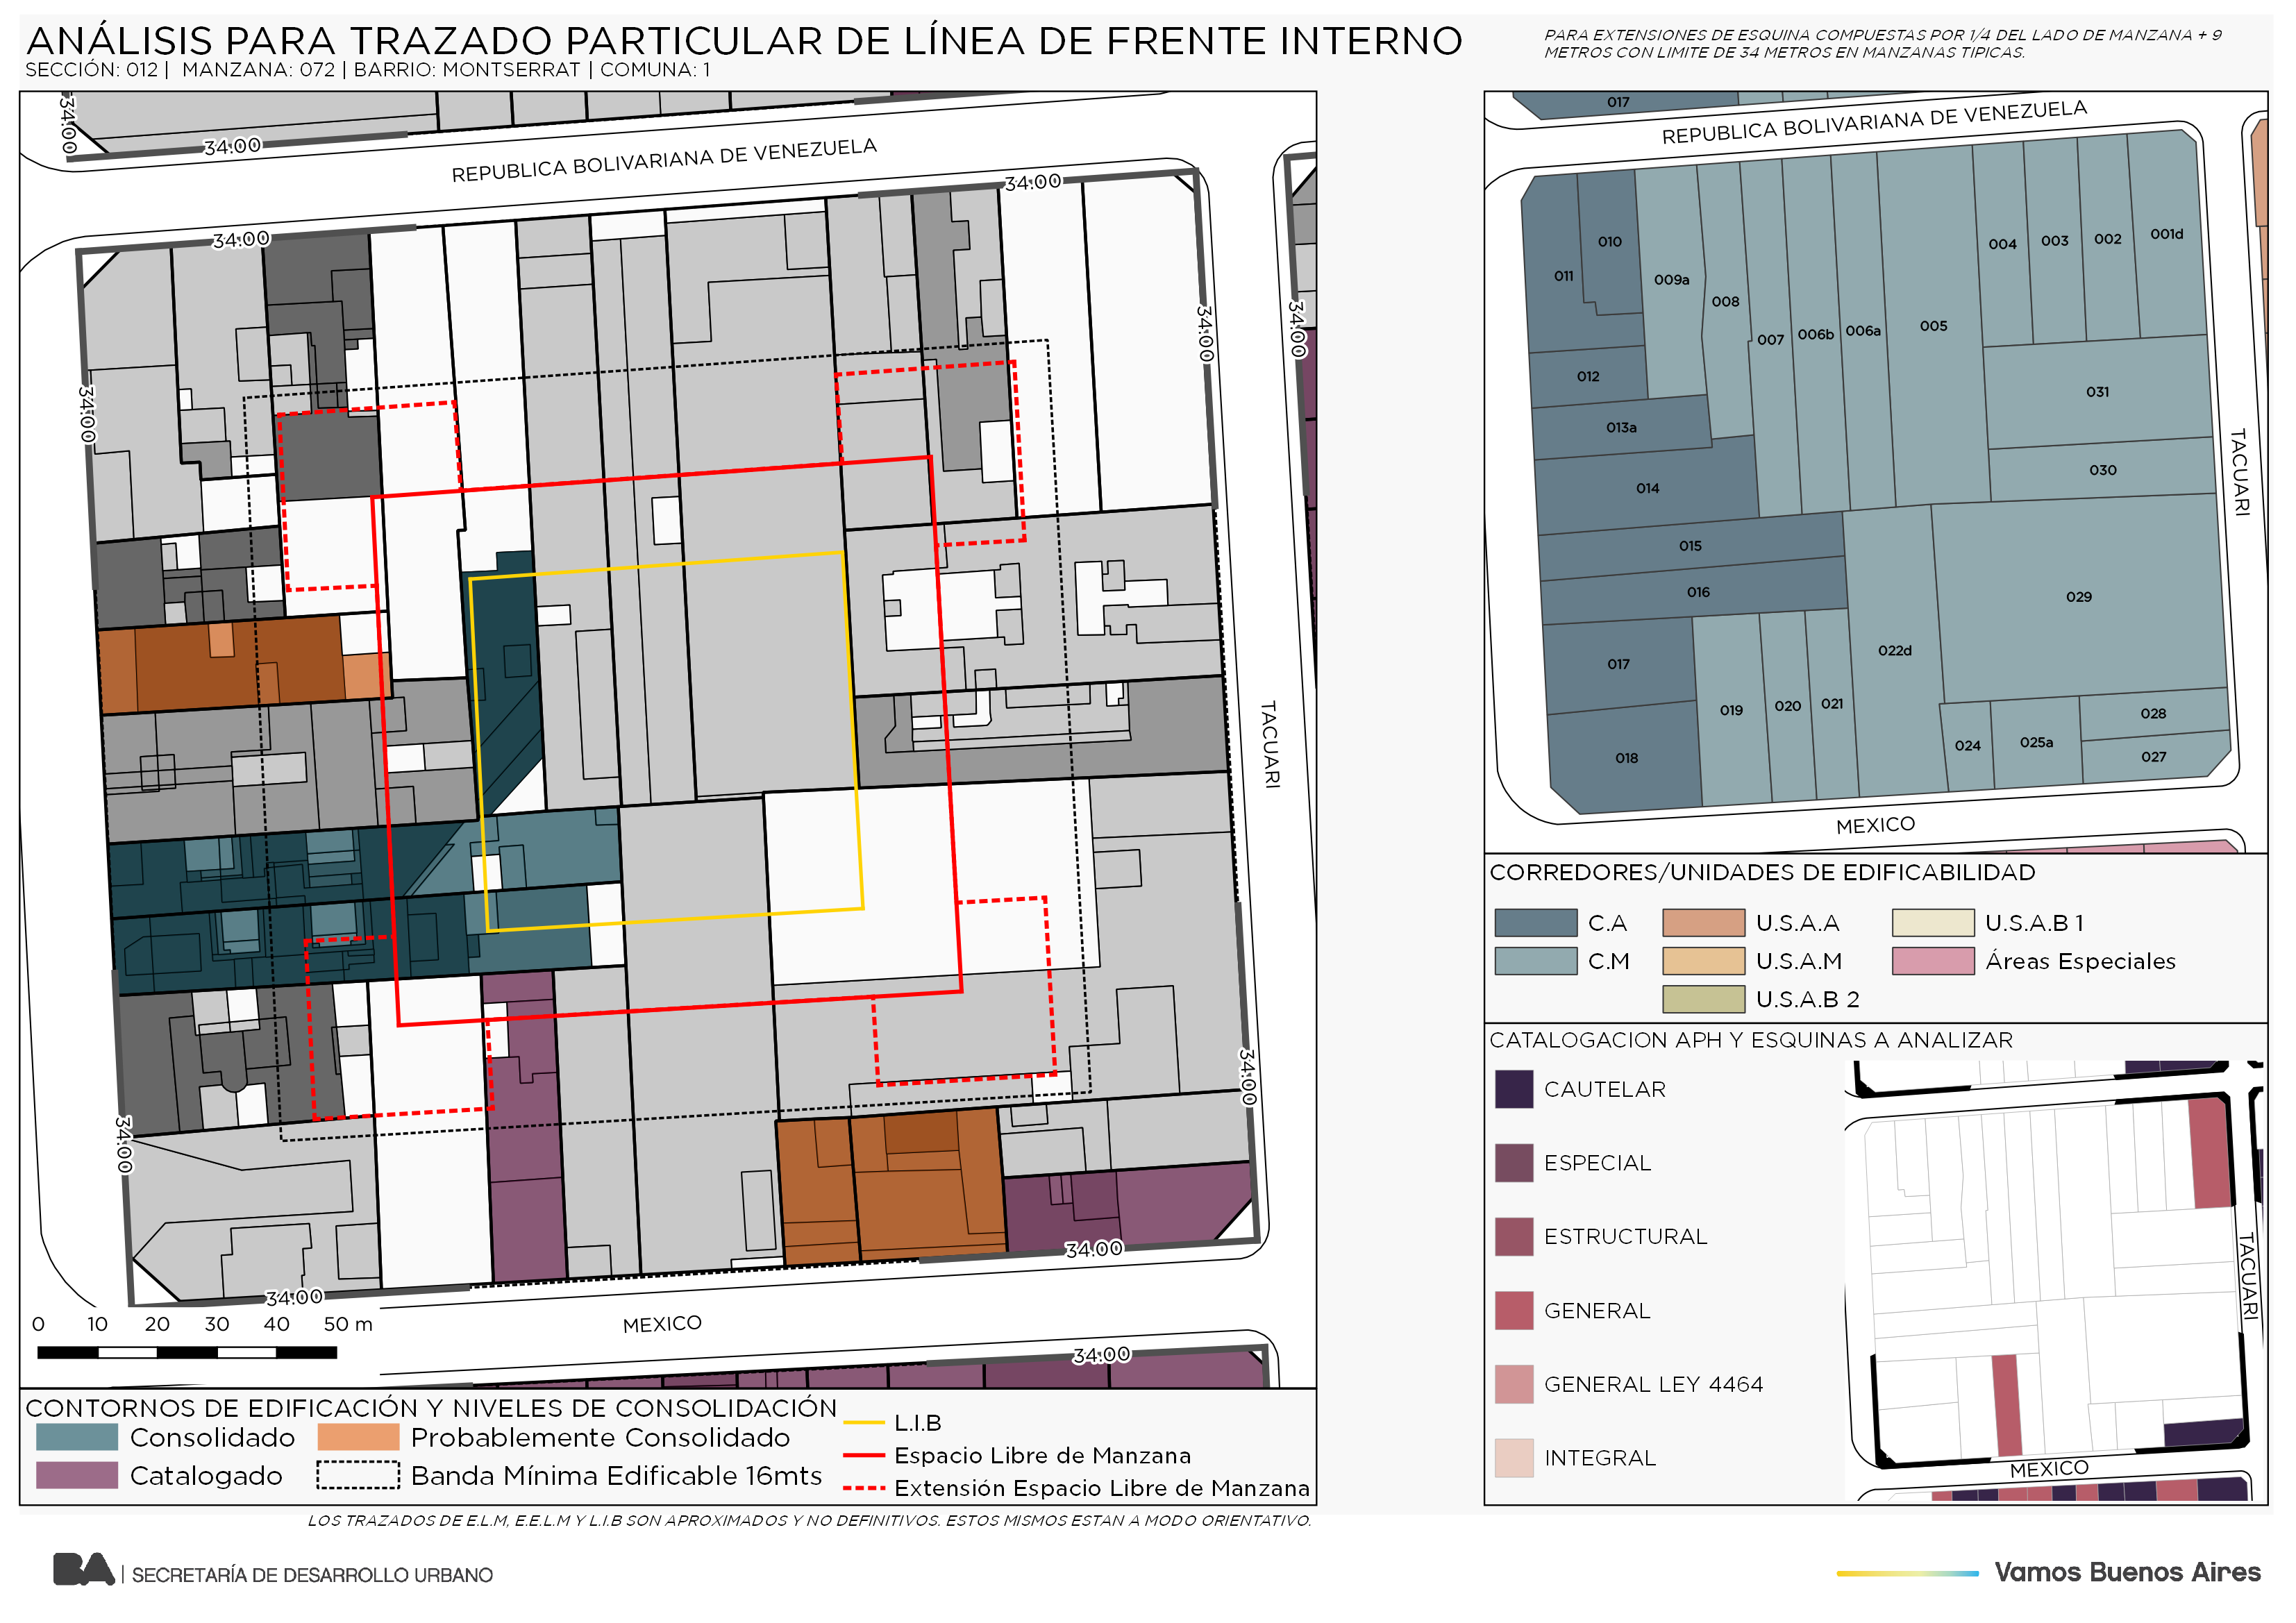 ANÁLISIS PARA TRAZADO PARTICULAR DE LÍNEA DE FRENTE INTERNO
SECCIÓN: 012 | MANZANA: 072 | BARRIO: MONTSERRAT | COMUNA: 1
PARA EXTENSIONES DE ESQUINA COMPUESTAS POR 1/4 DEL LADO DE MANZANA + 9
METROS CON LIMITE DE 34 METROS EN MANZANAS TIPICAS.
34:00
34:00
REPUBLICA BOLIVARIANA DE VENEZUELA
34:00
34:00
34:00
34:00
34:00
TACUARI
34:00
34:00
34:00
34:00
MEXICO
34:00
0 10 20 30 40 50 m
CONTORNOS DE EDIFICACIÓN Y NIVELES DE CONSOLIDACIÓN
Consolidado
Probablemente Consolidado
Catalogado
Banda Mínima Edificable 16mts
L.I.B
Espacio Libre de Manzana
Extensión Espacio Libre de Manzana
LOS TRAZADOS DE E.L.M, E.E.L.M Y L.I.B SON APROXIMADOS Y NO DEFINITIVOS. ESTOS MISMOS ESTAN A MODO ORIENTATIVO.
017
REPUBLICA BOLIVARIANA DE VENEZUELA
010
011
009a
008
007
006b
006a
005
004
003
002
001d
012
013a
014
031
030
015
016
029
017
022d
019
020
021
018
024
025a
028
027
TACUARI
MEXICO
CORREDORES/UNIDADES DE EDIFICABILIDAD
C.A
U.S.A.A
U.S.A.B 1
C.M
U.S.A.M
Áreas Especiales
U.S.A.B 2
CATALOGACION APH Y ESQUINAS A ANALIZAR
CAUTELAR
ESPECIAL
ESTRUCTURAL
GENERAL
GENERAL LEY 4464
INTEGRAL
TACUARI
MEXICO
BA | SECRETARÍA DE DESARROLLO URBANO
Vamos Buenos Aires